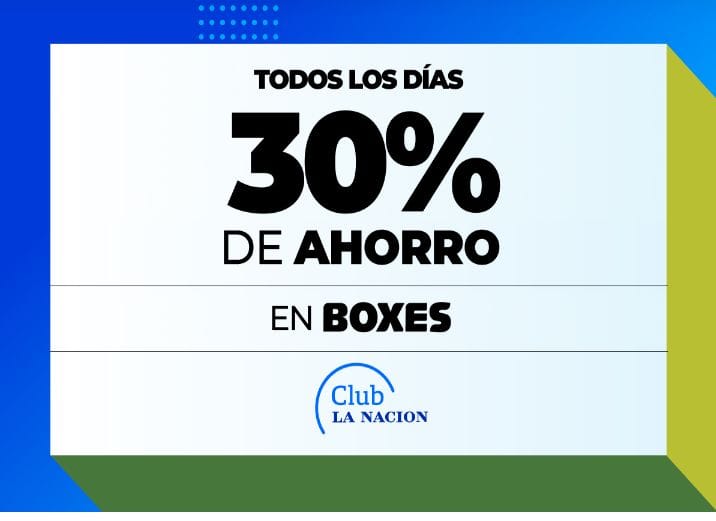 TODOS LOS DÍAS
30%
DE AHORRO
EN BOXES
Club
LA NACION